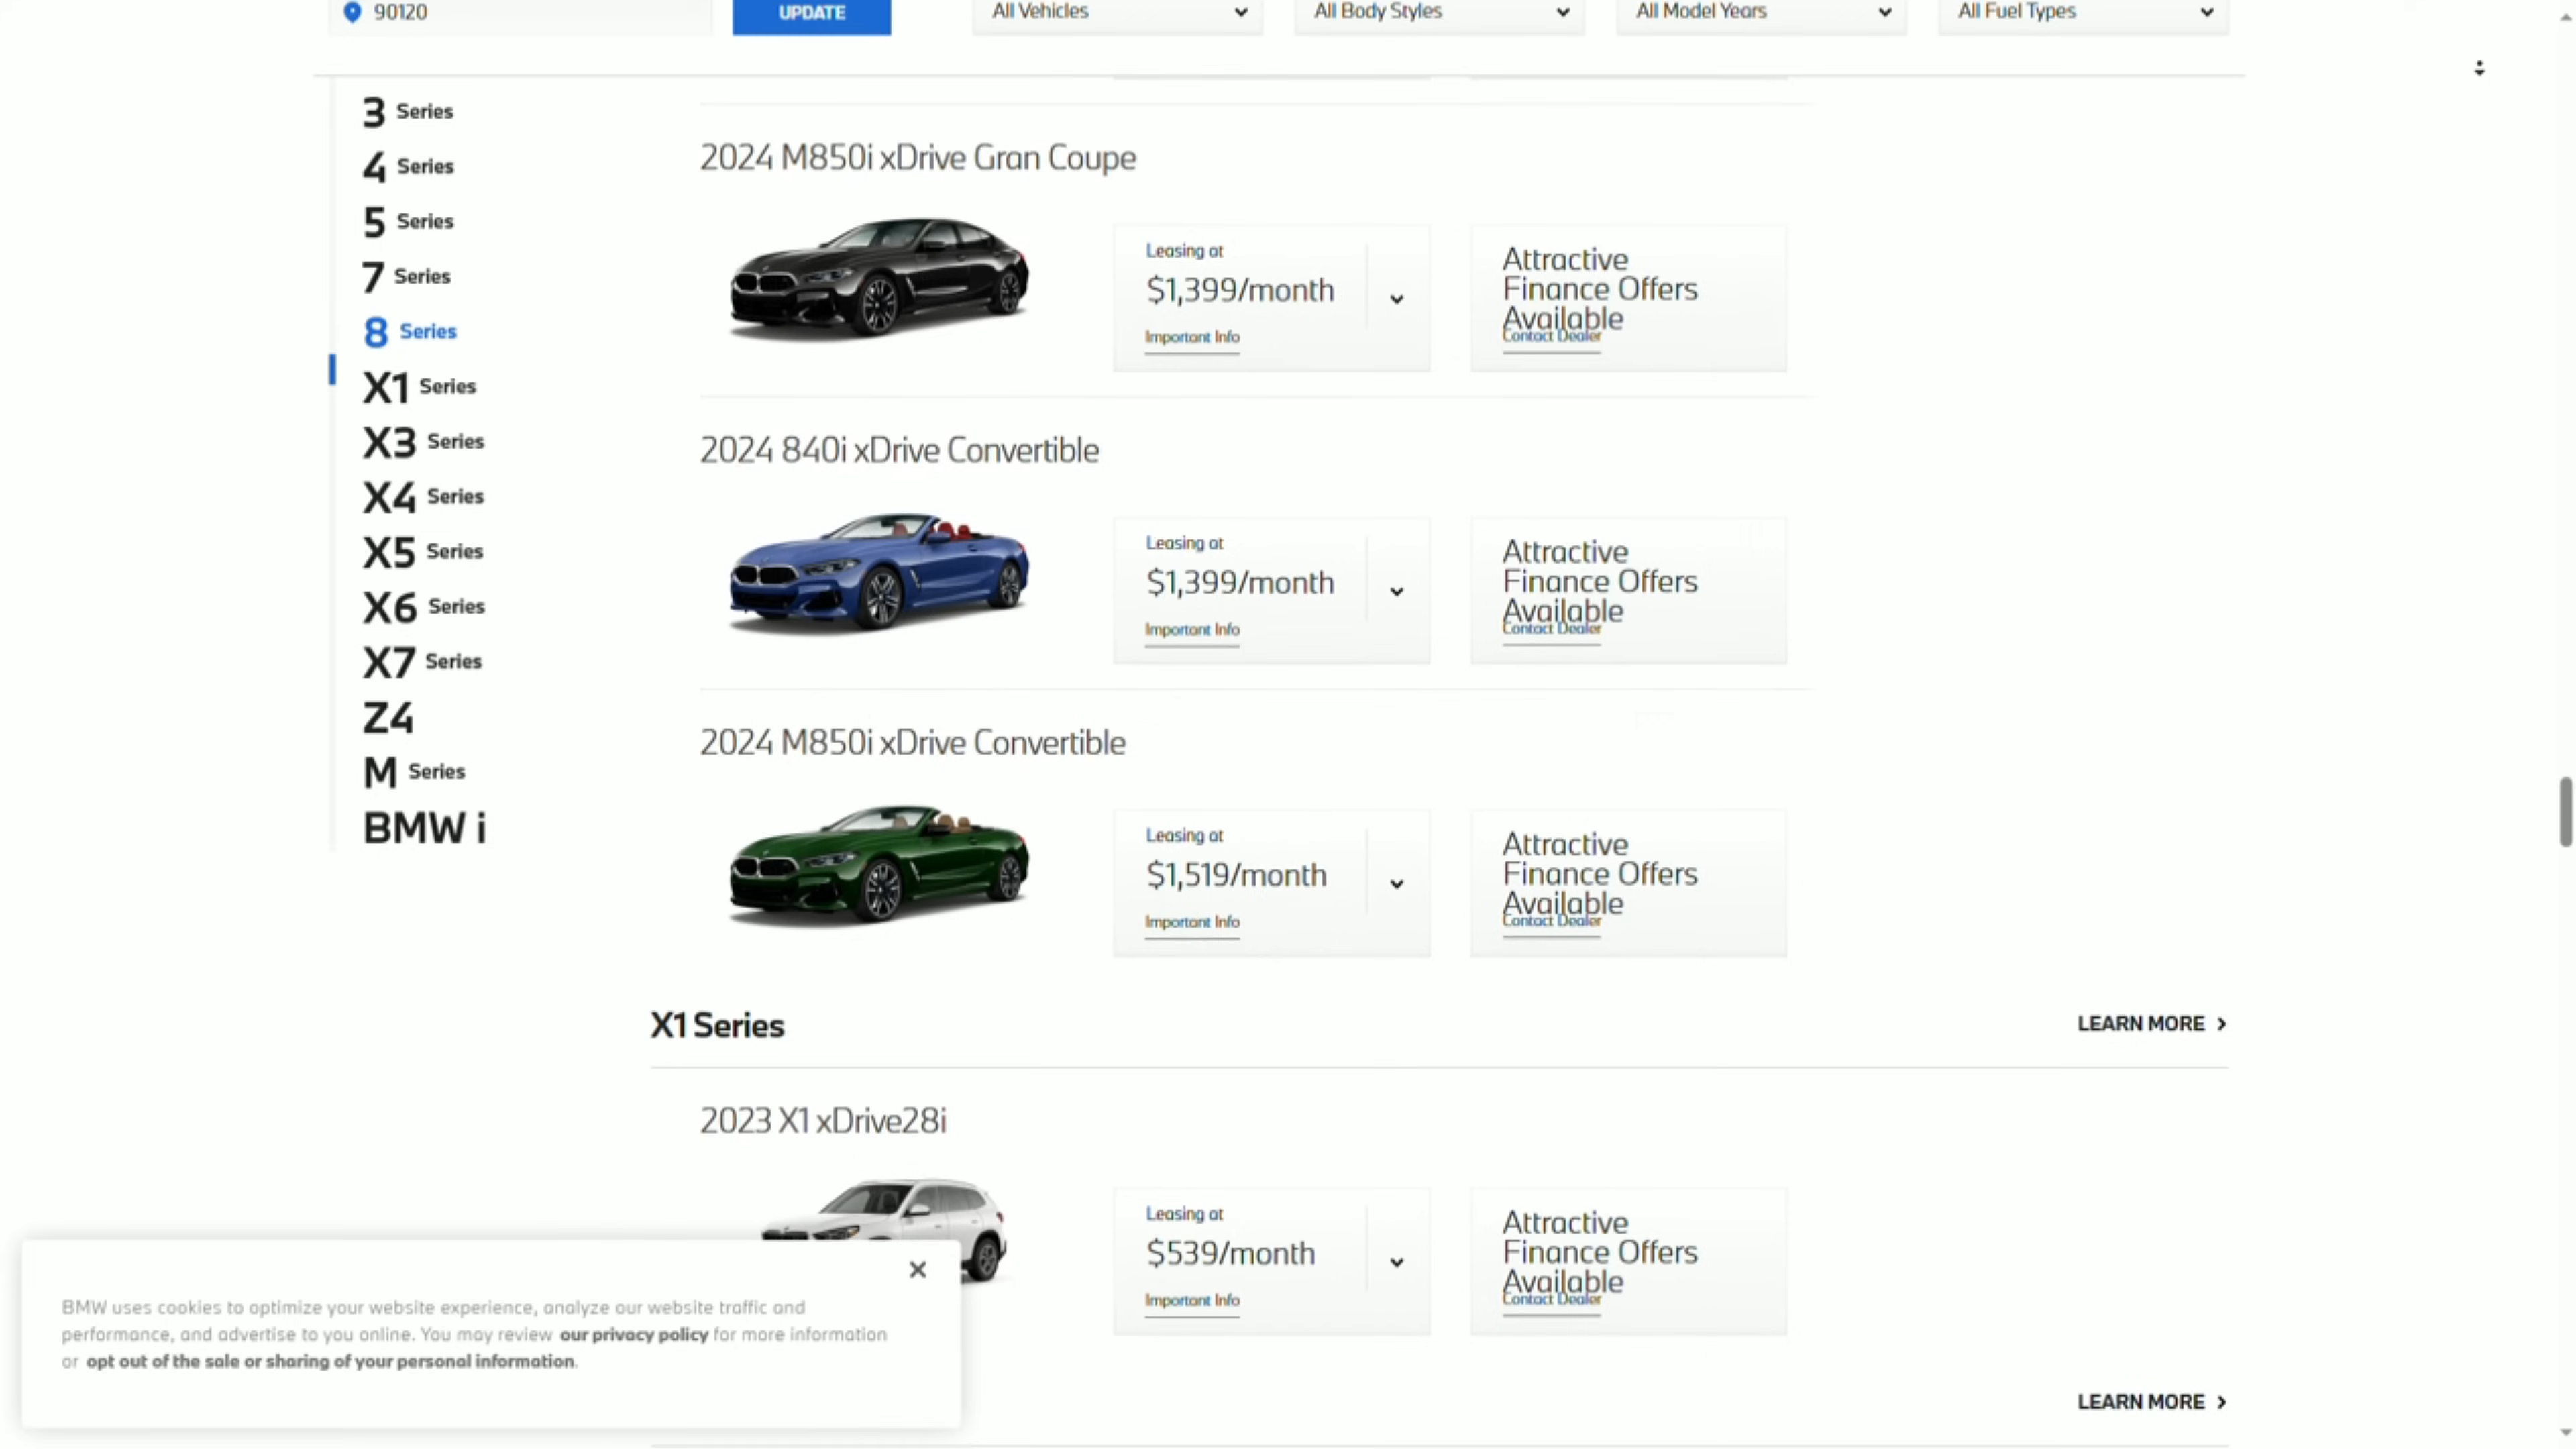 90120
UPDATE
All Vehicles
All Body Styles
All Model Years
All Fuel Types
3 Series
4 Series
5 Series
7 Series
8 Series
X1 Series
X3 Series
X4 Series
X5 Series
X6 Series
X7 Series
Z4
M Series
BMW i
2024 M850i xDrive Gran Coupe
Leasing at
$1,399/month
Important Info
Attractive
Finance Offers
Available
Contact Dealer
2024 840i xDrive Convertible
Leasing at
$1,399/month
Important Info
Attractive
Finance Offers
Available
Contact Dealer
2024 M850i xDrive Convertible
Leasing at
$1,519/month
Important Info
Attractive
Finance Offers
Available
Contact Dealer
X1 Series
LEARN MORE
2023 X1 xDrive28i
Leasing at
$539/month
Important Info
Attractive
Finance Offers
Available
Contact Dealer
LEARN MORE
BMW uses cookies to optimize your website experience, analyze our website traffic and
performance, and advertise to you online. You may review our privacy policy for more information
or opt out of the sale or sharing of your personal information.